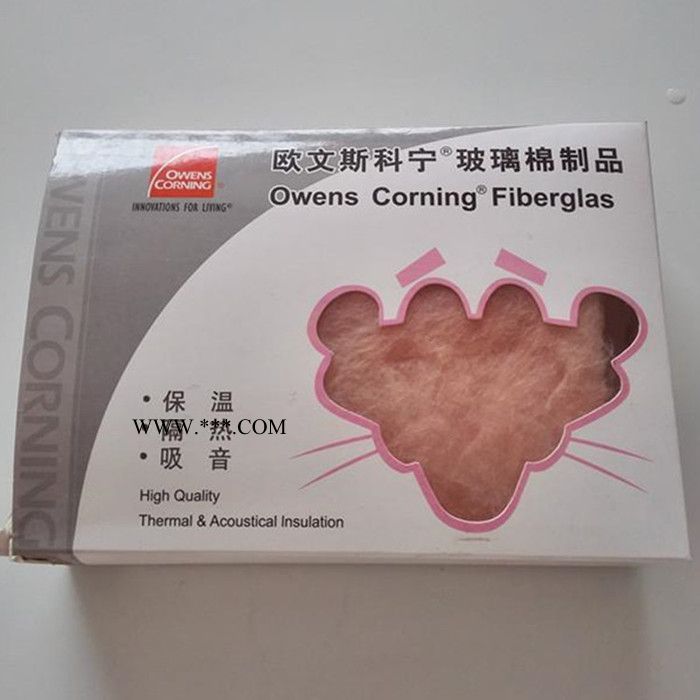 欧文斯科宁®玻璃棉制品
Owens Corning® Fiberglas
OWENS
CORNING
INNOVATIONS FOR LIVING®
OWENS CORNING
· 保 温
WWW.***.COM
隔 热
· 吸 音
High Quality
Thermal & Acoustical Insulation